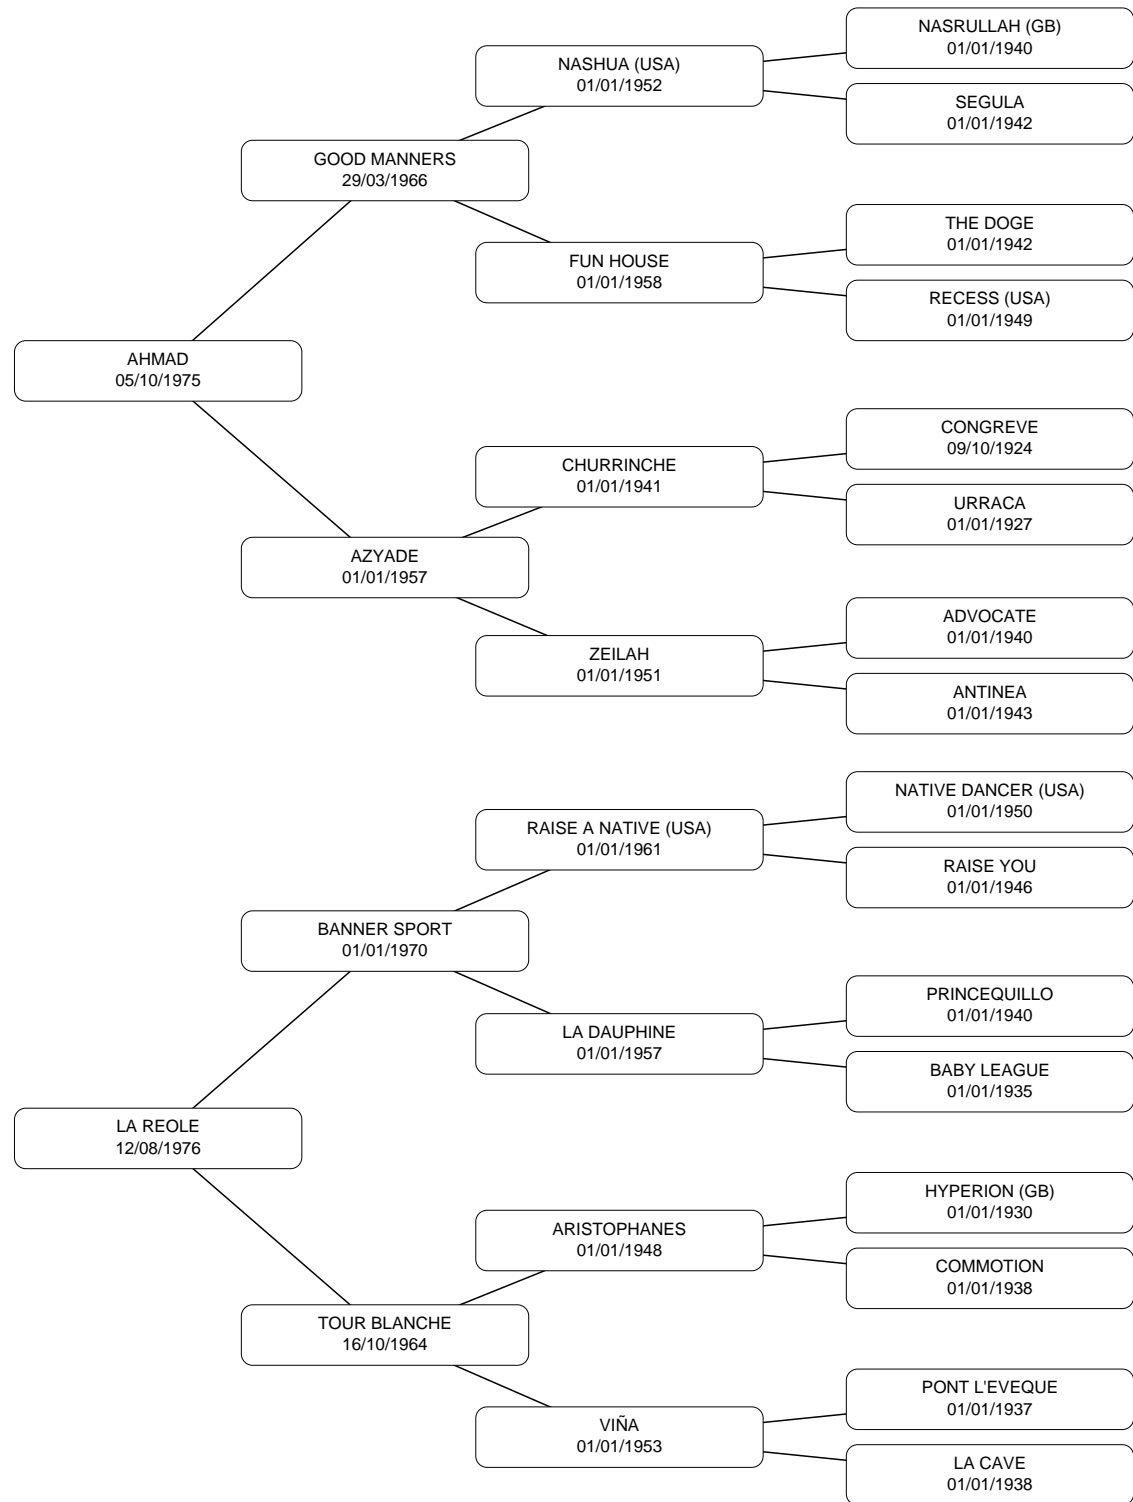 NASRULLAH (GB)
01/01/1940
NASHUA (USA)
01/01/1952
SEGULA
01/01/1942
GOOD MANNERS
29/03/1966
THE DOGE
01/01/1942
FUN HOUSE
01/01/1958
RECESS (USA)
01/01/1949
AHMAD
05/10/1975
CONGREVE
09/10/1924
CHURRINCHE
01/01/1941
URRACA
01/01/1927
AZYADE
01/01/1957
ADVOCATE
01/01/1940
ZEILAH
01/01/1951
ANTINEA
01/01/1943
NATIVE DANCER (USA)
01/01/1950
RAISE A NATIVE (USA)
01/01/1961
RAISE YOU
01/01/1946
BANNER SPORT
01/01/1970
PRINCEQUILLO
01/01/1940
LA DAUPHINE
01/01/1957
BABY LEAGUE
01/01/1935
LA REOLE
12/08/1976
HYPERION (GB)
01/01/1930
ARISTOPHANES
01/01/1948
COMMOTION
01/01/1938
TOUR BLANCHE
16/10/1964
PONT L'EVEQUE
01/01/1937
VIÑA
01/01/1953
LA CAVE
01/01/1938